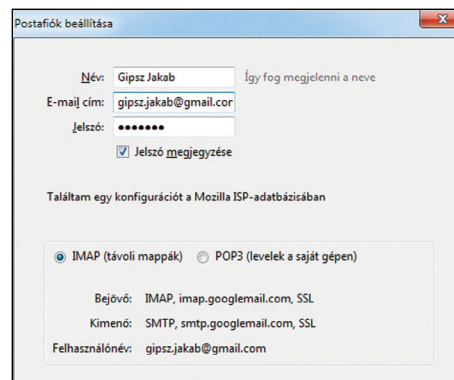 Postafiók beállítása
Név: Gipsz Jakab Így fog megjelenni a neve
E-mail cím: gipsz.jakab@gmail.cor
Jelszó: •••••••
Jelszó megjegyzése
Találtam egy konfigurációt a Mozilla ISP-adatbázisában
IMAP (távoli mappák) POP3 (levelek a saját gépen)
Bejövő: IMAP, imap.googlemail.com, SSL
Kimenő: SMTP, smtp.googlemail.com, SSL
Felhasználónév: gipsz.jakab@gmail.com